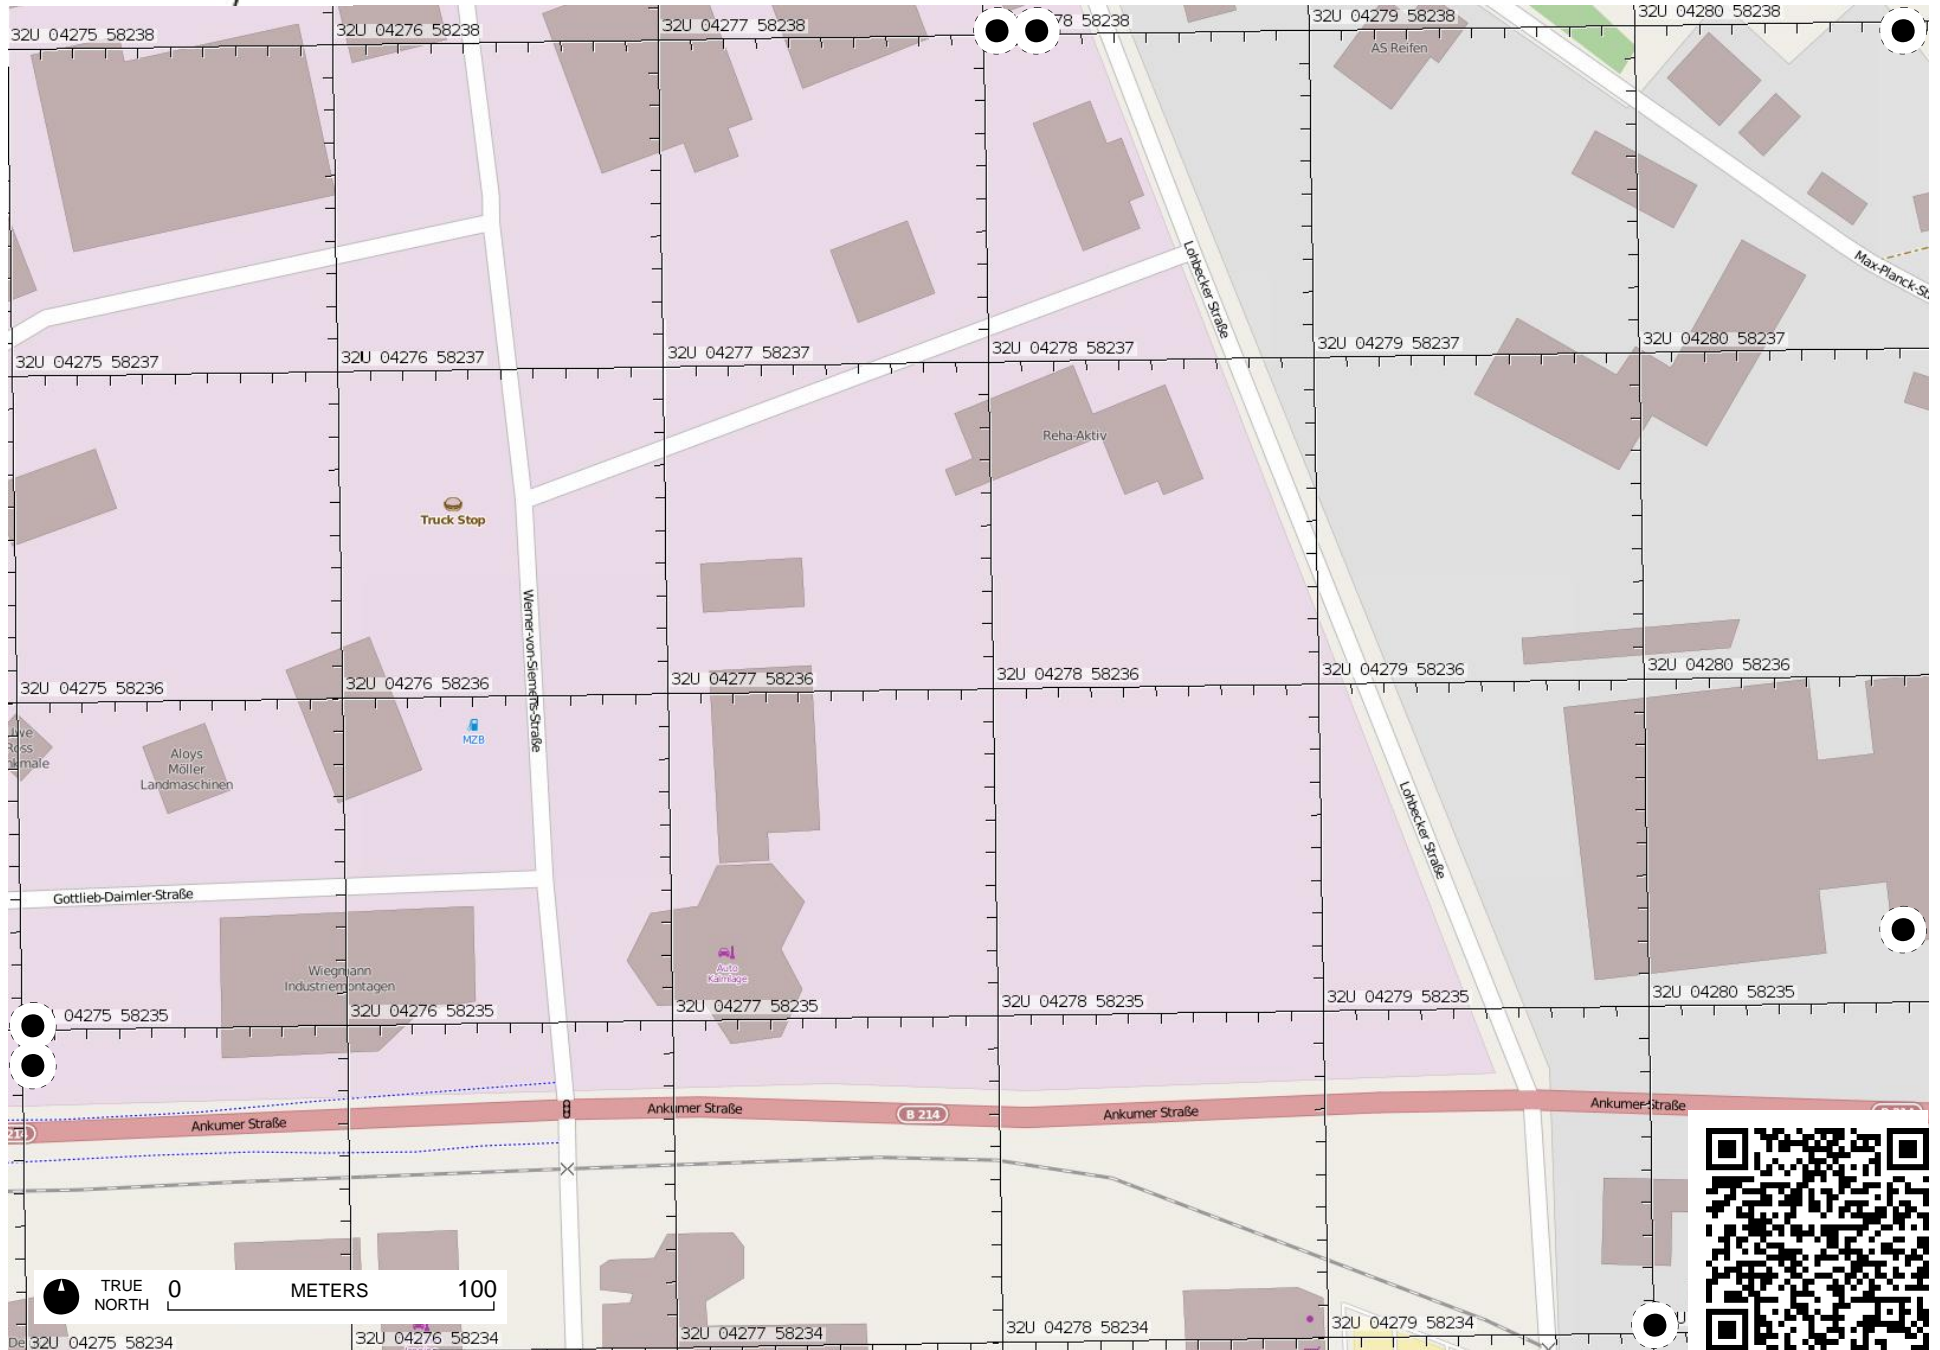 32U 04275 58238
32U 04276 58238
32U 04277 58238
78 58238
32U 04279 58238
32U 04280 58238
AS Reifen
Lohbecker Straße
Max-Planck-St
32U 04275 58237
32U 04276 58237
32U 04277 58237
32U 04278 58237
32U 04279 58237
32U 04280 58237
Reha-Aktiv
Truck Stop
Werner-von-Siemens-Straße
32U 04275 58236
32U 04276 58236
32U 04277 58236
32U 04278 58236
32U 04279 58236
32U 04280 58236
MZB
Aloys
Möller
Landmaschinen
Lohbecker Straße
Gottlieb-Daimler-Straße
Wiegmann
Industriemontagen
Auto
Kalmlage
04275 58235
32U 04276 58235
32U 04277 58235
32U 04278 58235
32U 04279 58235
32U 04280 58235
Ankumer Straße
Ankumer Straße
B 214
Ankumer Straße
Ankumer Straße
TRUE
NORTH
0
METERS
100
32U 04275 58234
32U 04276 58234
32U 04277 58234
32U 04278 58234
32U 04279 58234